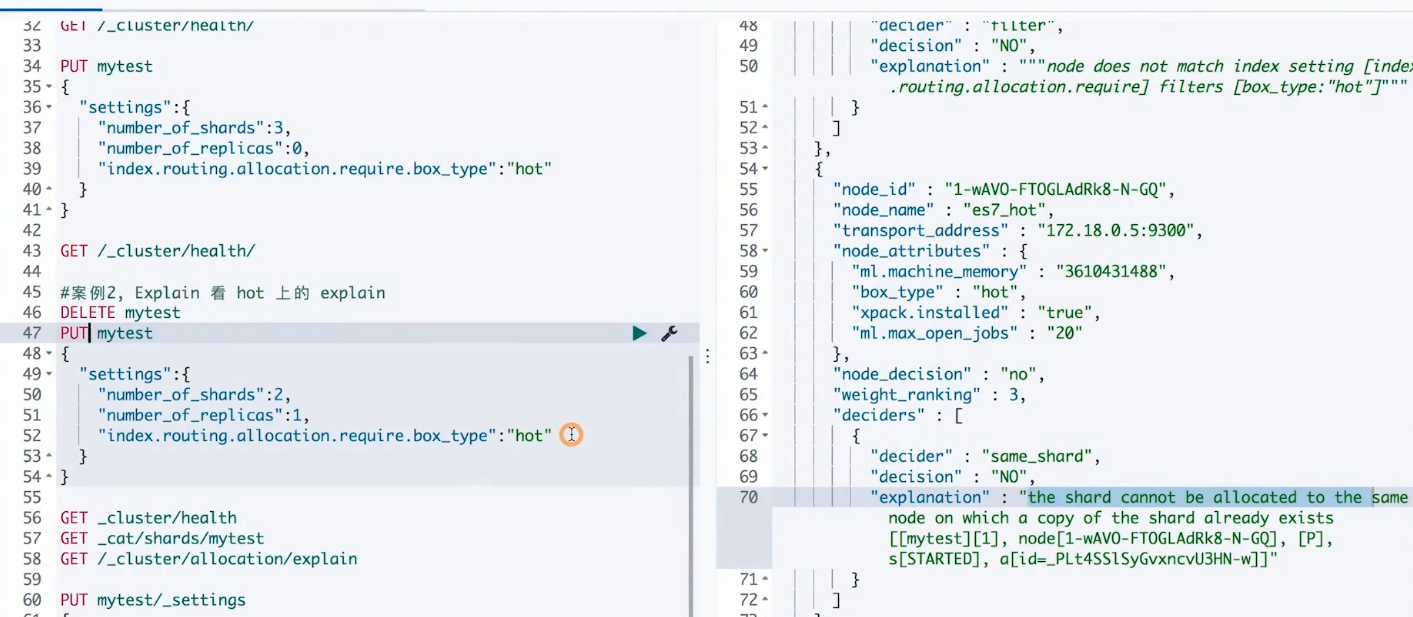 32 GET /_cluster/health/
33
34 PUT mytest
35 {
36 "settings":{
37 "number_of_shards":3,
38 "number_of_replicas":0,
39 "index.routing.allocation.require.box_type":"hot"
40 }
41 }
42
43 GET /_cluster/health/
44
45 #案例2, Explain 看 hot 上的 explain
46 DELETE mytest
47 PUT mytest
48 {
49 "settings":{
50 "number_of_shards":2,
51 "number_of_replicas":1,
52 "index.routing.allocation.require.box_type":"hot"
53 }
54 }
55
56 GET _cluster/health
57 GET _cat/shards/mytest
58 GET /_cluster/allocation/explain
59
60 PUT mytest/_settings
48 "decider" : "filter",
49 "decision" : "NO",
50 "explanation" : """node does not match index setting [index
.routing.allocation.require] filters [box_type:"hot"]"""
51 }
52 ]
53 },
54 {
55 "node_id" : "1-wAVO-FTOGLAdRk8-N-GQ",
56 "node_name" : "es7_hot",
57 "transport_address" : "172.18.0.5:9300",
58 "node_attributes" : {
59 "ml.machine_memory" : "3610431488",
60 "box_type" : "hot",
61 "xpack.installed" : "true",
62 "ml.max_open_jobs" : "20"
63 },
64 "node_decision" : "no",
65 "weight_ranking" : 3,
66 "deciders" : [
67 {
68 "decider" : "same_shard",
69 "decision" : "NO",
70 "explanation" : "the shard cannot be allocated to the same
node on which a copy of the shard already exists
[[mytest][1], node[1-wAVO-FTOGLAdRk8-N-GQ], [P],
s[STARTED], a[id=_PLt4SSlSyGvxncvU3HN-w]]"
71 }
72 ]